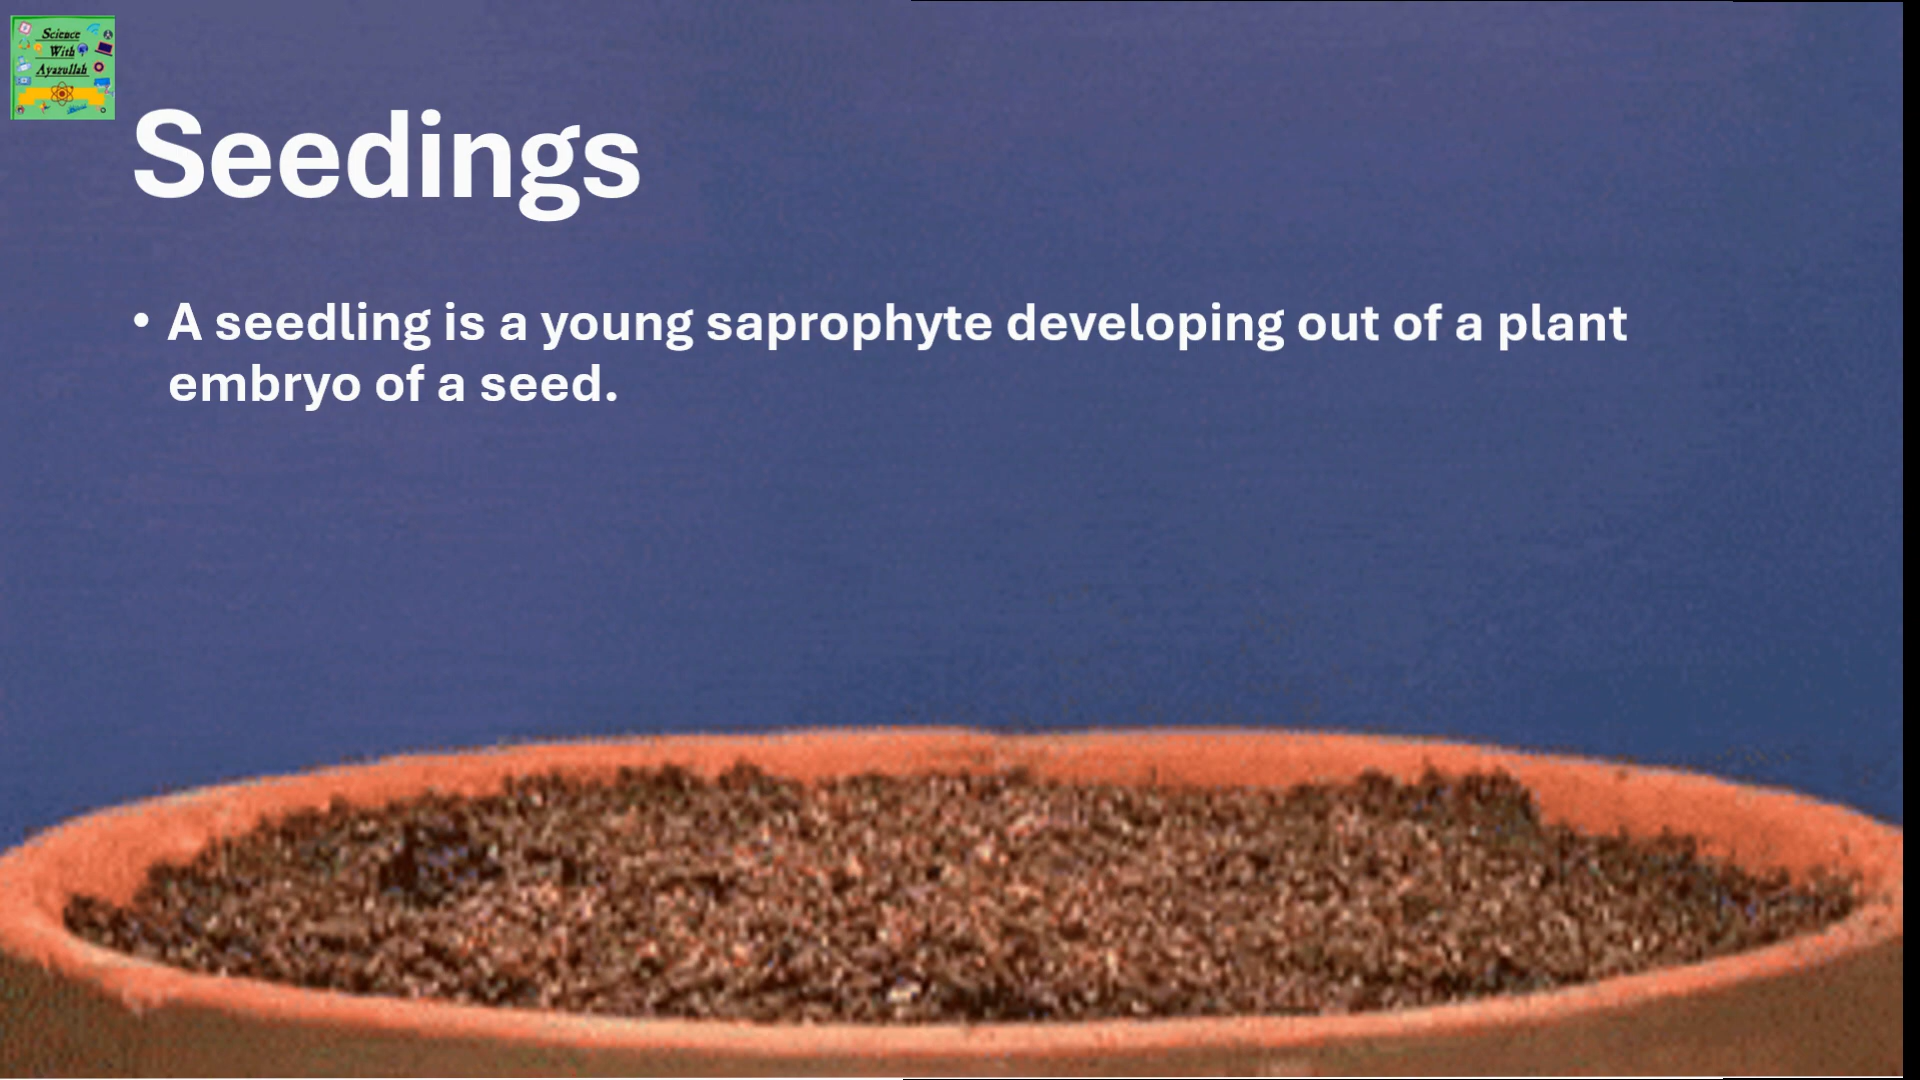 Science
With
Ayazullah
Seedings
• A seedling is a young saprophyte developing out of a plant
embryo of a seed.